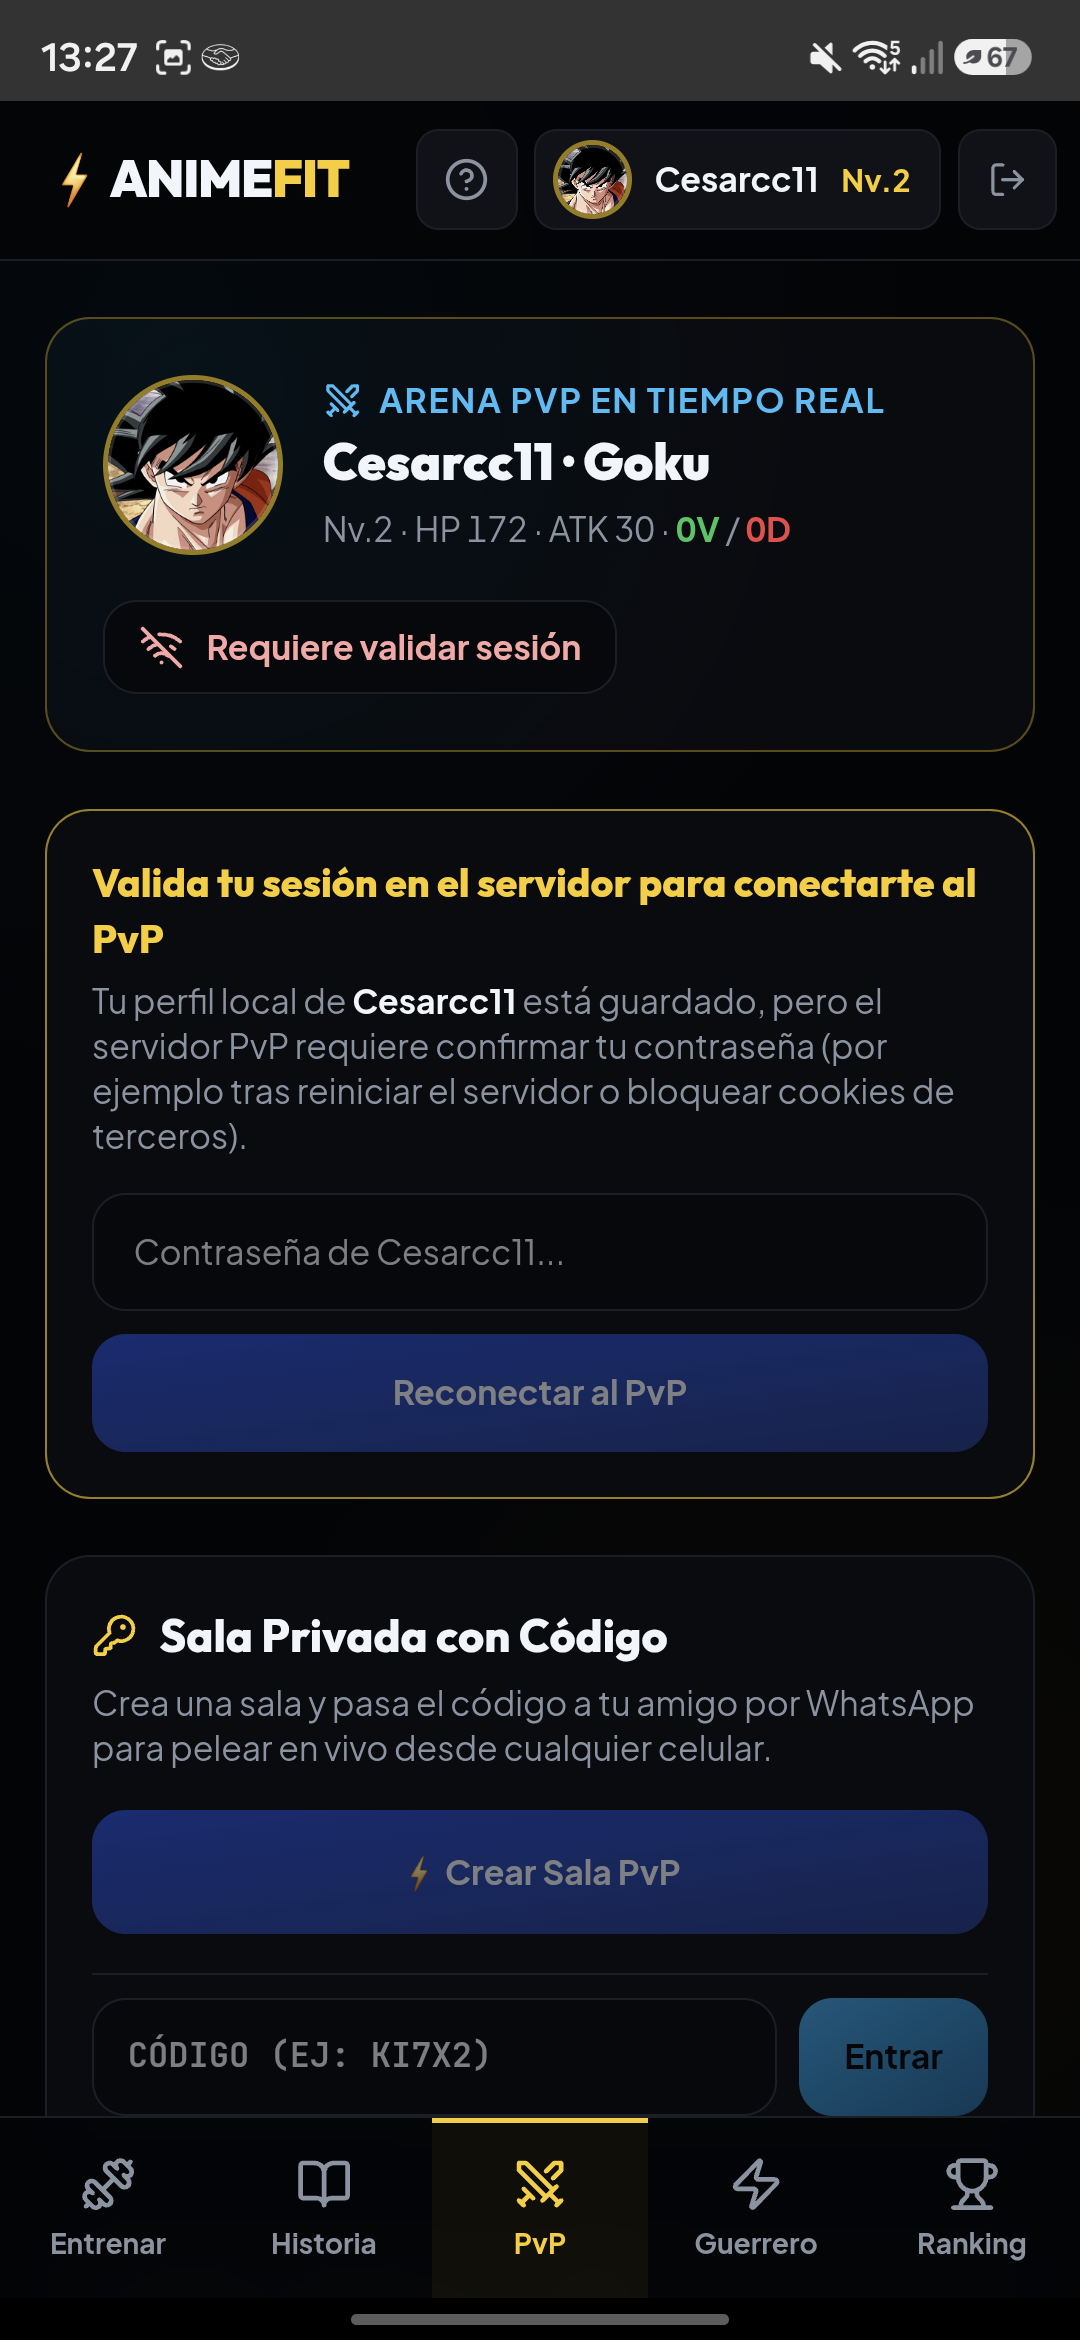 13:27
5
67
ANIMEFIT
Cesarcc11 Nv.2
ARENA PVP EN TIEMPO REAL
Cesarcc11 · Goku
Nv.2 · HP 172 · ATK 30 · 0V / 0D
Requiere validar sesión
Valida tu sesión en el servidor para conectarte al
PvP
Tu perfil local de Cesarcc11 está guardado, pero el
servidor PvP requiere confirmar tu contraseña (por
ejemplo tras reiniciar el servidor o bloquear cookies de
terceros).
Contraseña de Cesarcc11...
Reconectar al PvP
Sala Privada con Código
Crea una sala y pasa el código a tu amigo por WhatsApp
para pelear en vivo desde cualquier celular.
Crear Sala PvP
CÓDIGO (EJ: KI7X2)
Entrar
Entrenar
Historia
PvP
Guerrero
Ranking